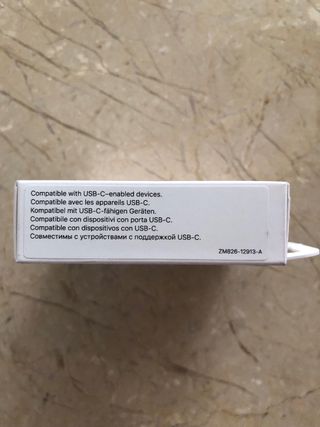 Compatible with USB-C–enabled devices.
Compatible avec les appareils USB-C.
Kompatibel mit USB-C-fähigen Geräten.
Compatibile con dispositivi con porta USB-C.
Compatible con dispositivos con USB-C.
Совместимы с устройствами с поддержкой USB-C.
ZM826-12913-A